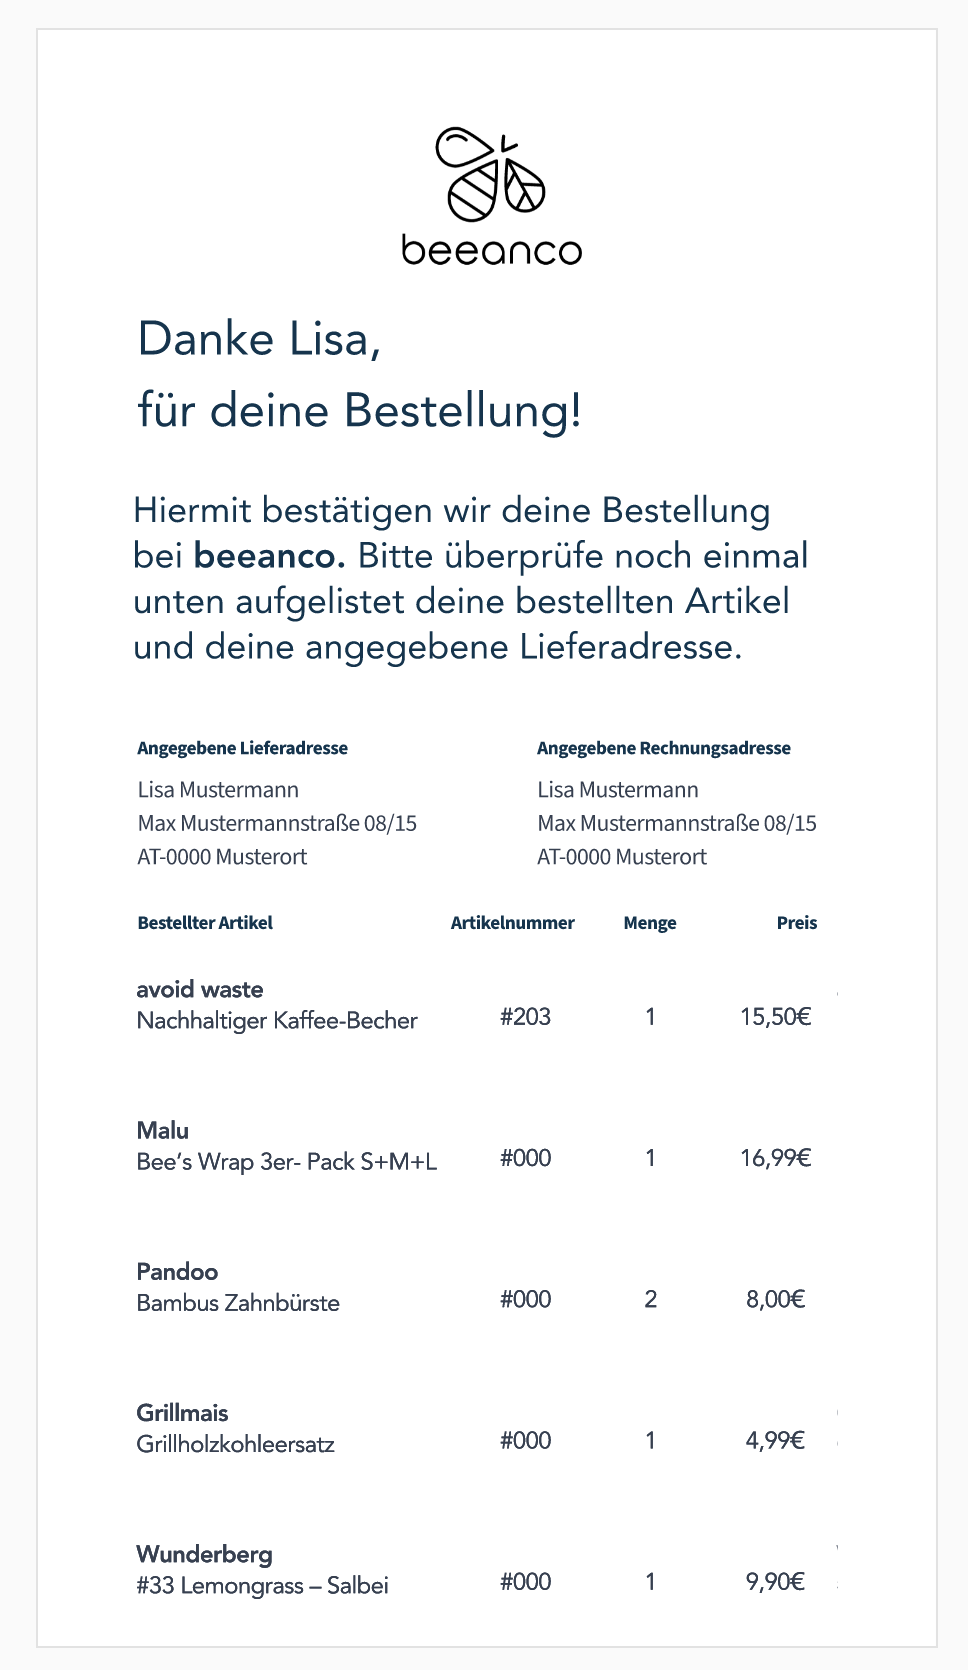 beeanco
Danke Lisa,
für deine Bestellung!
Hiermit bestätigen wir deine Bestellung
bei beeanco. Bitte überprüfe noch einmal
unten aufgelistet deine bestellten Artikel
und deine angegebene Lieferadresse.
Angegebene Lieferadresse
Lisa Mustermann
Max Mustermannstraße 08/15
AT-0000 Musterort
Angegebene Rechnungsadresse
Lisa Mustermann
Max Mustermannstraße 08/15
AT-0000 Musterort
Bestellter Artikel Artikelnummer Menge Preis
avoid waste
Nachhaltiger Kaffee-Becher #203 1 15,50€
Malu
Bee’s Wrap 3er- Pack S+M+L #000 1 16,99€
Pandoo
Bambus Zahnbürste #000 2 8,00€
Grillmais
Grillholzkohleersatz #000 1 4,99€
Wunderberg
#33 Lemongrass – Salbei #000 1 9,90€